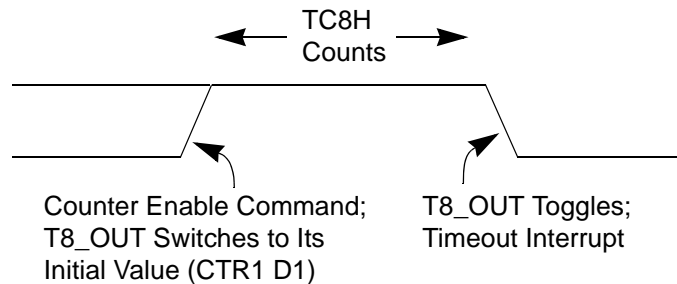 TC8H
Counts
Counter Enable Command;
T8_OUT Switches to Its
Initial Value (CTR1 D1)
T8_OUT Toggles;
Timeout Interrupt